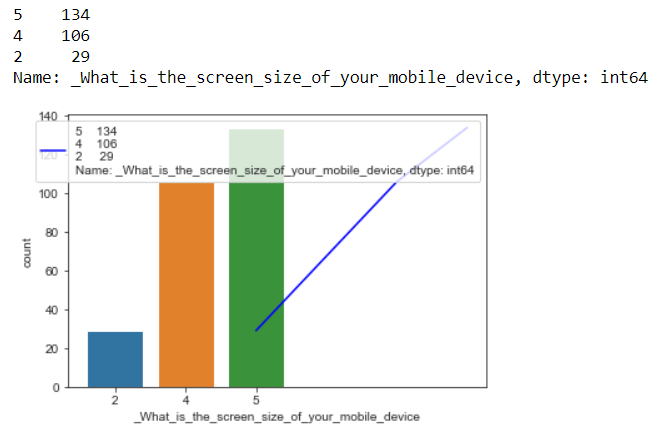 5 134
4 106
2 29
Name: _What_is_the_screen_size_of_your_mobile_device, dtype: int64
140
120
100
80
60
40
20
0
count
5 134
4 106
2 29
Name: _What_is_the_screen_size_of_your_mobile_device, dtype: int64
2 4 5
_What_is_the_screen_size_of_your_mobile_device